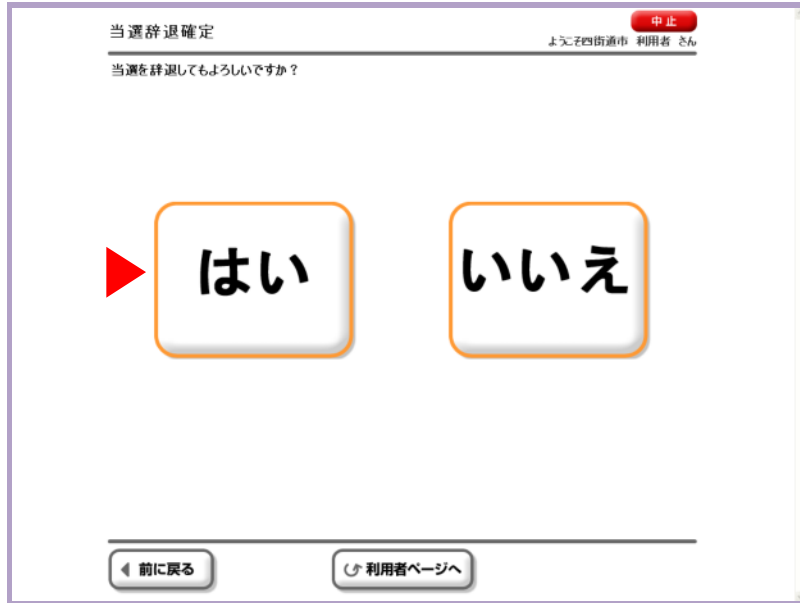 当選辞退確定
中止
ようこそ四街道市 利用者 さん
当選を辞退してもよろしいですか？
はい
いいえ
前に戻る
利用者ページへ